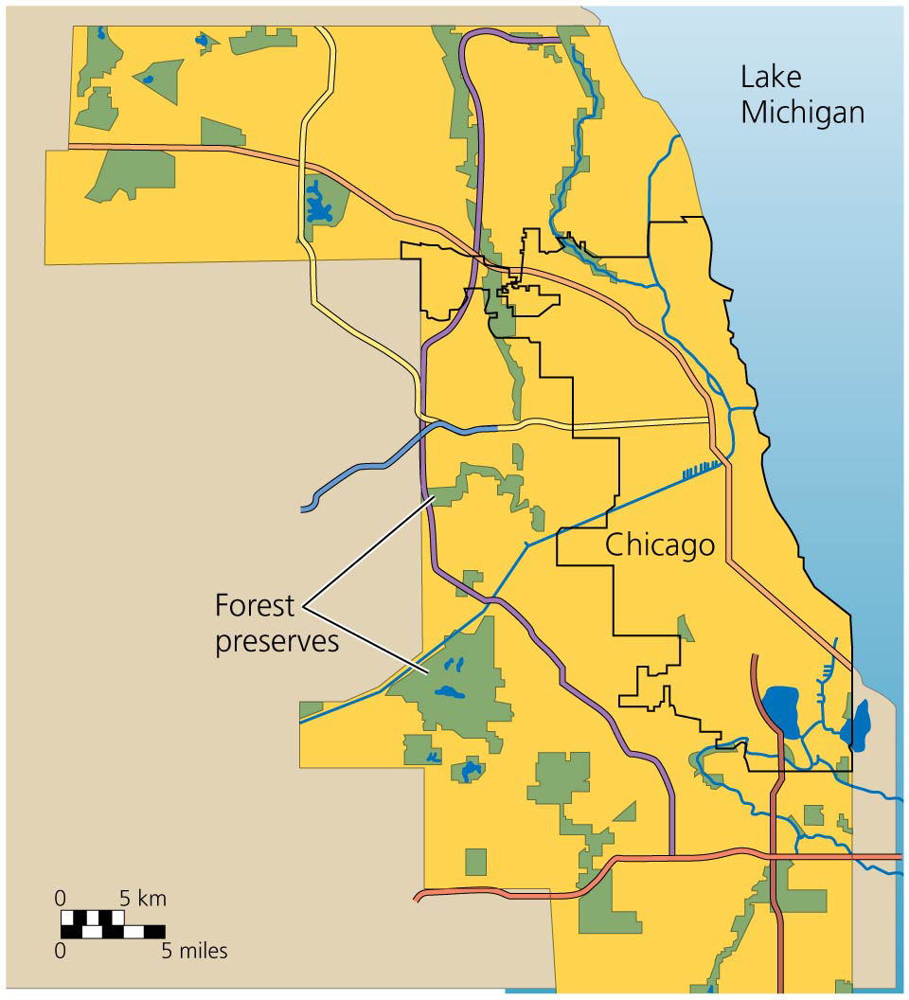 Lake
Michigan
Chicago
Forest
preserves
0 5 km
0 5 miles